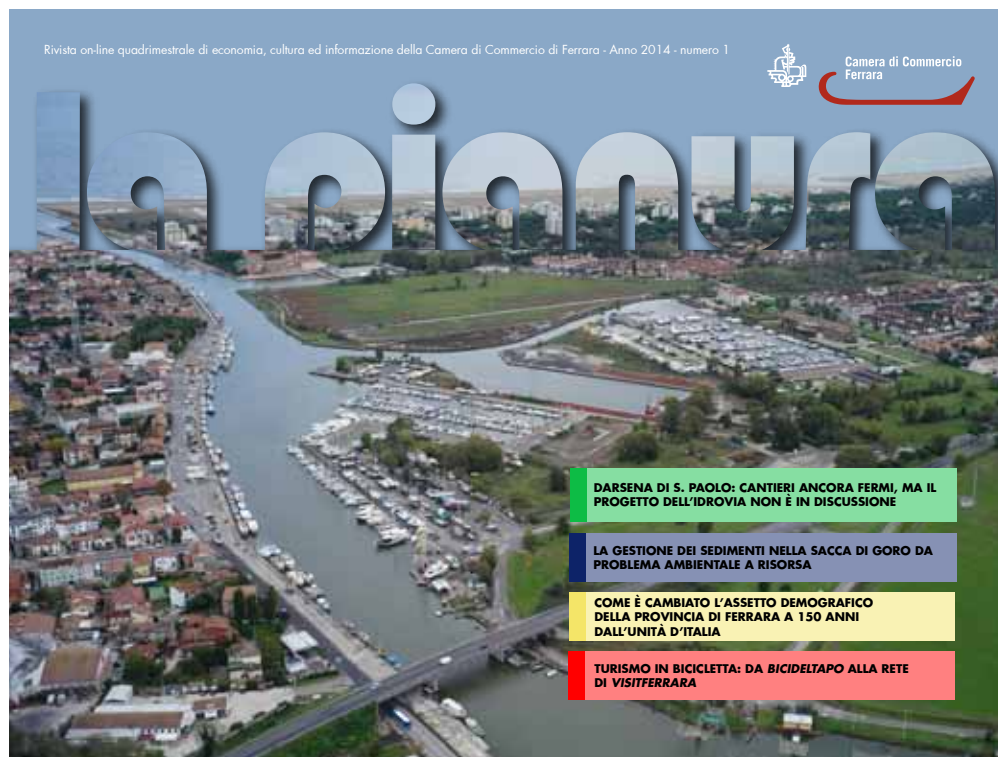 Rivista on-line quadrimestrale di economia, cultura ed informazione della Camera di Commercio di Ferrara - Anno 2014 - numero 1
Camera di Commercio
Ferrara
la pianura
DARSENA DI S. PAOLO: CANTIERI ANCORA FERMI, MA IL
PROGETTO DELL'IDROVIA NON È IN DISCUSSIONE
LA GESTIONE DEI SEDIMENTI NELLA SACCA DI GORO DA
PROBLEMA AMBIENTALE A RISORSA
COME È CAMBIATO L'ASSETTO DEMOGRAFICO
DELLA PROVINCIA DI FERRARA A 150 ANNI
DALL'UNITÀ D'ITALIA
TURISMO IN BICICLETTA: DA BICIDELTAPO ALLA RETE
DI VISITFERRARA